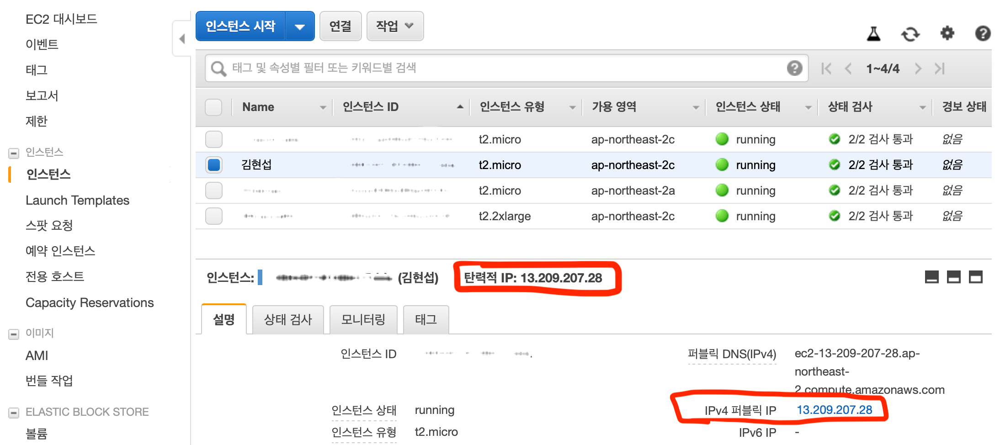 EC2 대시보드
이벤트
태그
보고서
제한
인스턴스
인스턴스
Launch Templates
스팟 요청
예약 인스턴스
전용 호스트
Capacity Reservations
이미지
AMI
번들 작업
ELASTIC BLOCK STORE
볼륨
인스턴스 시작 연결 작업
태그 및 속성별 필터 또는 키워드별 검색 1~4/4
Name 인스턴스 ID 인스턴스 유형 가용 영역 인스턴스 상태 상태 검사 경보 상태
t2.micro ap-northeast-2c running 2/2 검사 통과 없음
김현섭 t2.micro ap-northeast-2c running 2/2 검사 통과 없음
t2.micro ap-northeast-2a running 2/2 검사 통과 없음
t2.2xlarge ap-northeast-2c running 2/2 검사 통과 없음
인스턴스: (김현섭) 탄력적 IP: 13.209.207.28
설명 상태 검사 모니터링 태그
인스턴스 ID
퍼블릭 DNS(IPv4) ec2-13-209-207-28.ap-
northeast-
2.compute.amazonaws.com
인스턴스 상태 running IPv4 퍼블릭 IP 13.209.207.28
인스턴스 유형 t2.micro IPv6 IP -